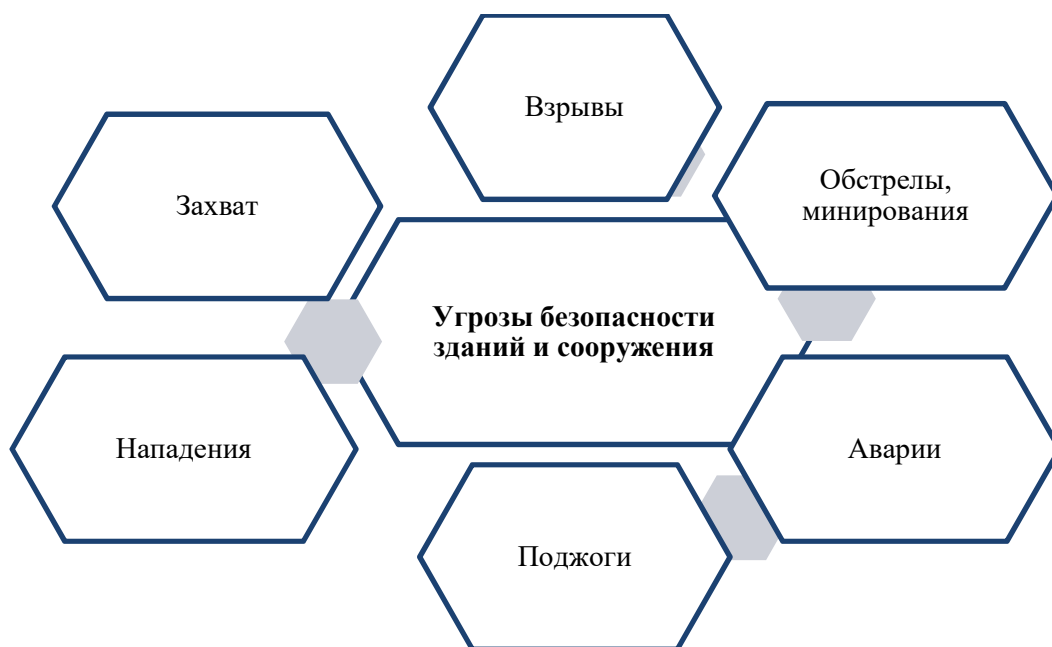 Взрывы
Обстрелы,
минирования
Захват
Угрозы безопасности
зданий и сооружения
Нападения
Аварии
Поджоги